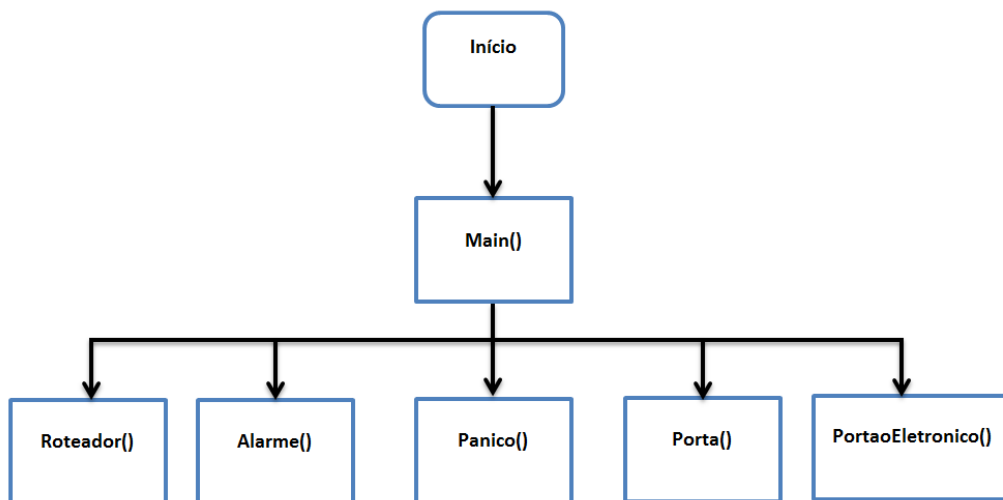 Início
Main()
Roteador()
Alarme()
Panico()
Porta()
PortaoEletronico()